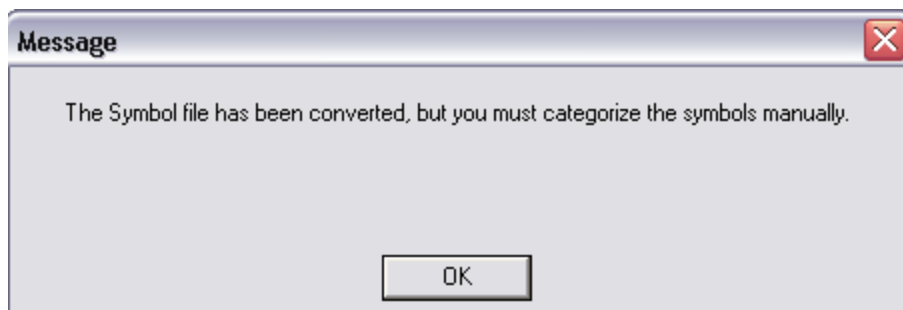 Message
The Symbol file has been converted, but you must categorize the symbols manually.
OK